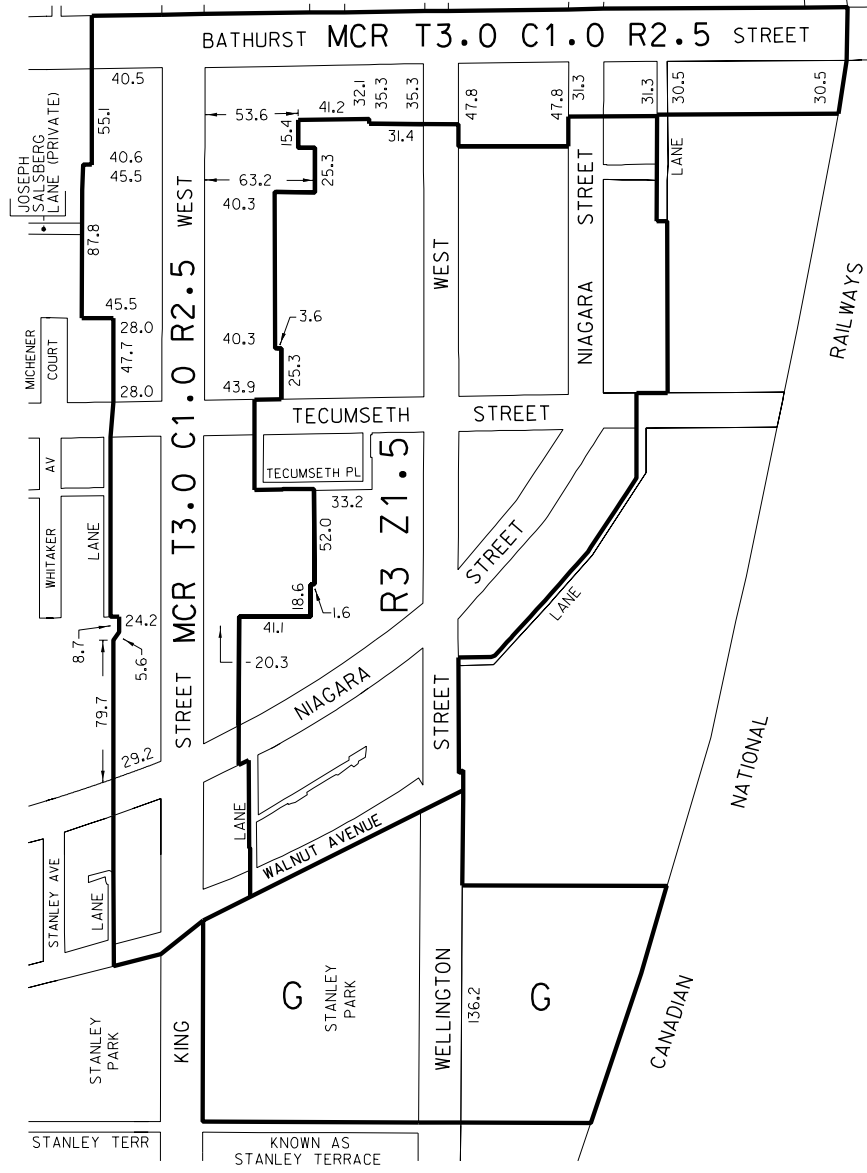 BATHURST MCR T3.0 C1.0 R2.5 STREET
40.5
55.1
40.6
45.5
JOSEPH
SALSBERG
LANE (PRIVATE)
87.8
45.5
28.0
47.7
28.0
MICHENER
COURT
WHITAKER AV
LANE
24.2
8.7
5.6
79.7
29.2
STANLEY AVE
LANE
STANLEY
PARK
STANLEY TERR
KING STREET WEST
MCR T3.0 C1.0 R2.5
53.6
41.2
32.1
35.3
35.3
15.4
31.4
25.3
63.2
40.3
47.8
47.8
31.3
31.3
30.5
30.5
LANE
3.6
40.3
25.3
43.9
TECUMSETH STREET
TECUMSETH PL
33.2
52.0
18.6
1.6
41.1
20.3
R3 Z1.5
NIAGARA STREET
NIAGARA STREET
LANE
LANE
WALNUT AVENUE
WELLINGTON STREET WEST
136.2
G
STANLEY
PARK
G
KNOWN AS
STANLEY TERRACE
CANADIAN NATIONAL RAILWAYS